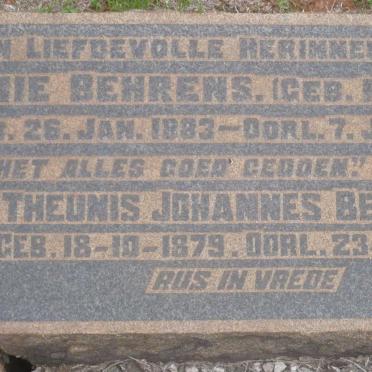 N LIEFDEVOLLE HERINNE
NIE BEHRENS. (GEB.
. 26. JAN. 1883—OORL. 7. J
HET ALLES GOED GEDOEN."
THEUNIS JOHANNES BE
GEB. 18-10-1879. OORL. 23
RUS IN VREDE